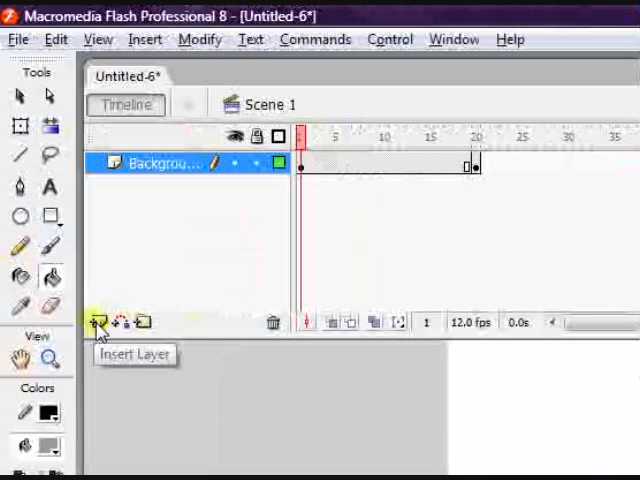 Macromedia Flash Professional 8 - [Untitled-6*]
File Edit View Insert Modify Text Commands Control Window Help
Tools
Untitled-6*
Timeline Scene 1
5 10 15 20 25 30 35
Backgrou...
1 12.0 fps 0.0s
View
Insert Layer
Colors